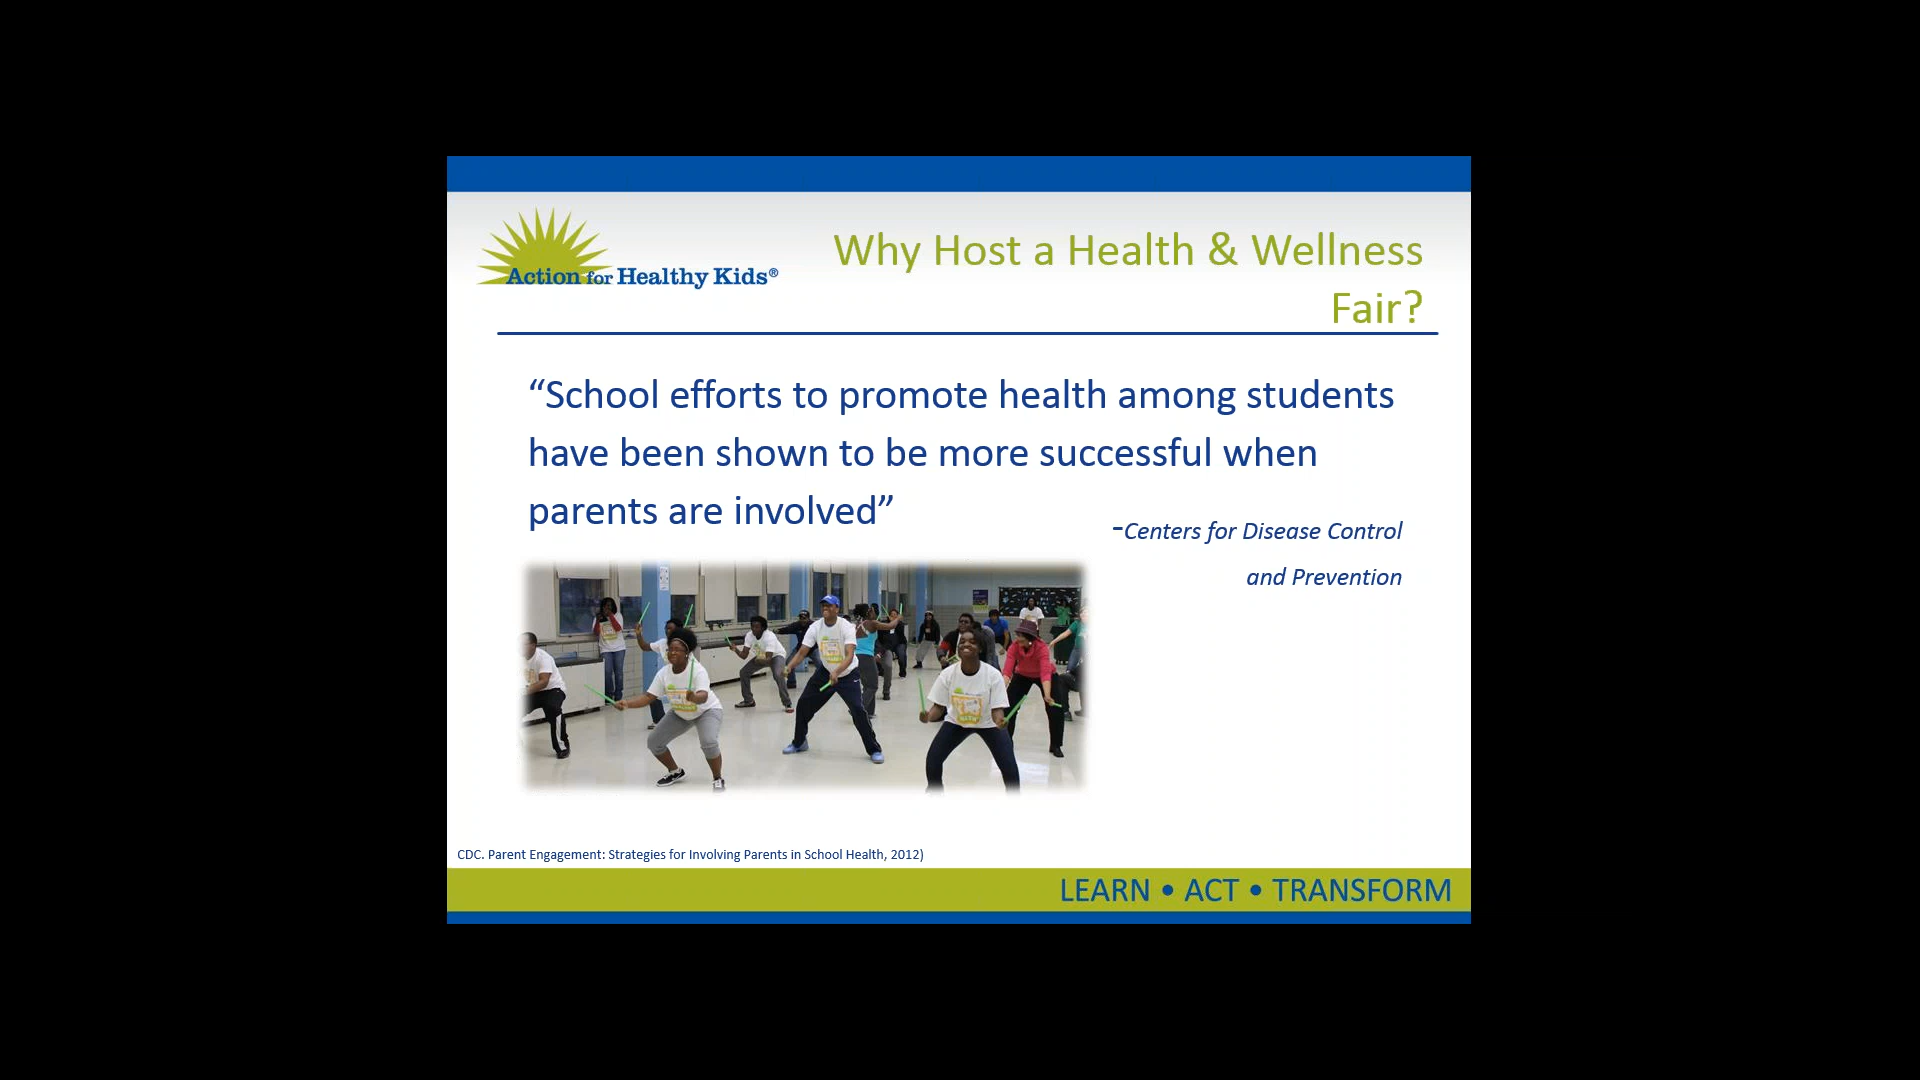 Action for Healthy Kids®
Why Host a Health & Wellness
Fair?
“School efforts to promote health among students
have been shown to be more successful when
parents are involved”
-Centers for Disease Control
and Prevention
CDC. Parent Engagement: Strategies for Involving Parents in School Health, 2012)
LEARN • ACT • TRANSFORM